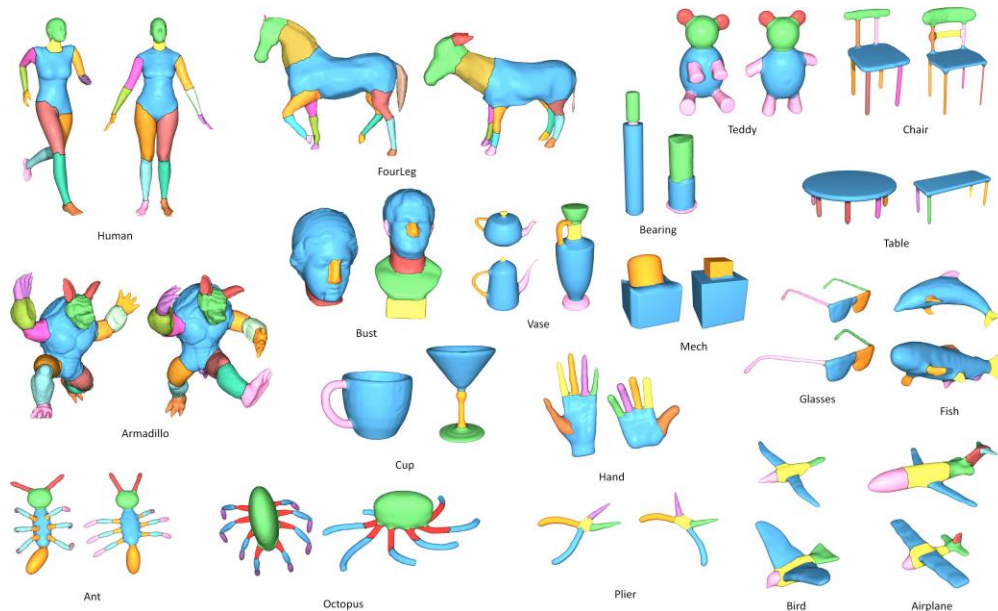 Teddy
Chair
FourLeg
Bearing
Human
Table
Bust
Vase
Mech
Glasses
Fish
Armadillo
Cup
Hand
Ant
Octopus
Plier
Bird
Airplane